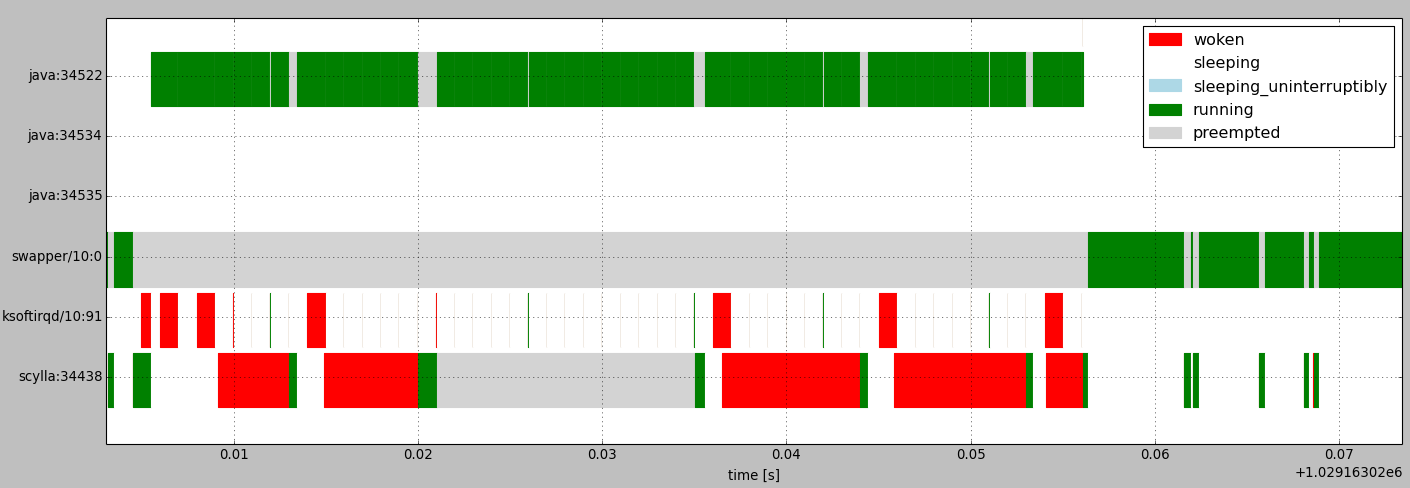 woken
sleeping
sleeping_uninterruptibly
running
preempted
java:34522
java:34534
java:34535
swapper/10:0
ksoftirqd/10:91
scylla:34438
0.01 0.02 0.03 0.04 0.05 0.06 0.07
time [s]
+1.02916302e6